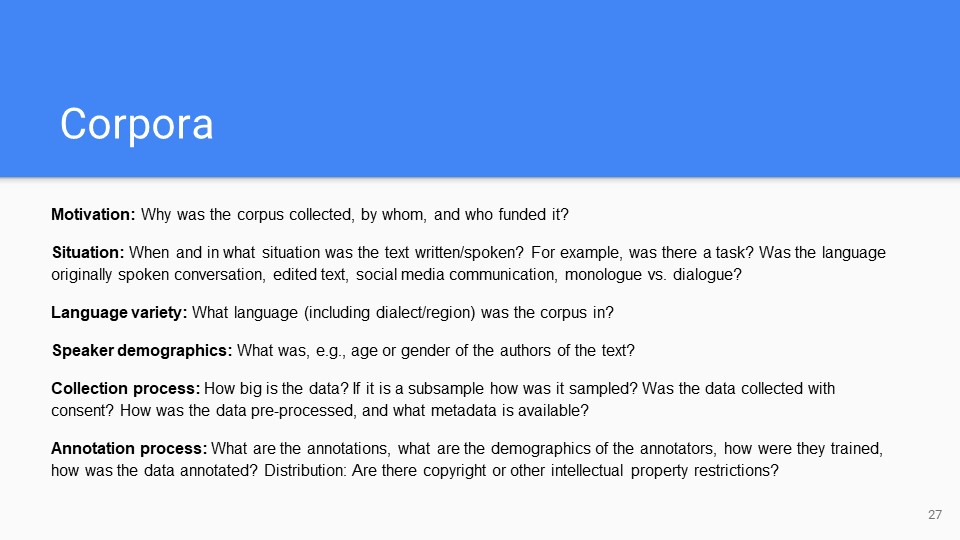 Corpora
Motivation: Why was the corpus collected, by whom, and who funded it?
Situation: When and in what situation was the text written/spoken? For example, was there a task? Was the language
originally spoken conversation, edited text, social media communication, monologue vs. dialogue?
Language variety: What language (including dialect/region) was the corpus in?
Speaker demographics: What was, e.g., age or gender of the authors of the text?
Collection process: How big is the data? If it is a subsample how was it sampled? Was the data collected with
consent? How was the data pre-processed, and what metadata is available?
Annotation process: What are the annotations, what are the demographics of the annotators, how were they trained,
how was the data annotated? Distribution: Are there copyright or other intellectual property restrictions?
27